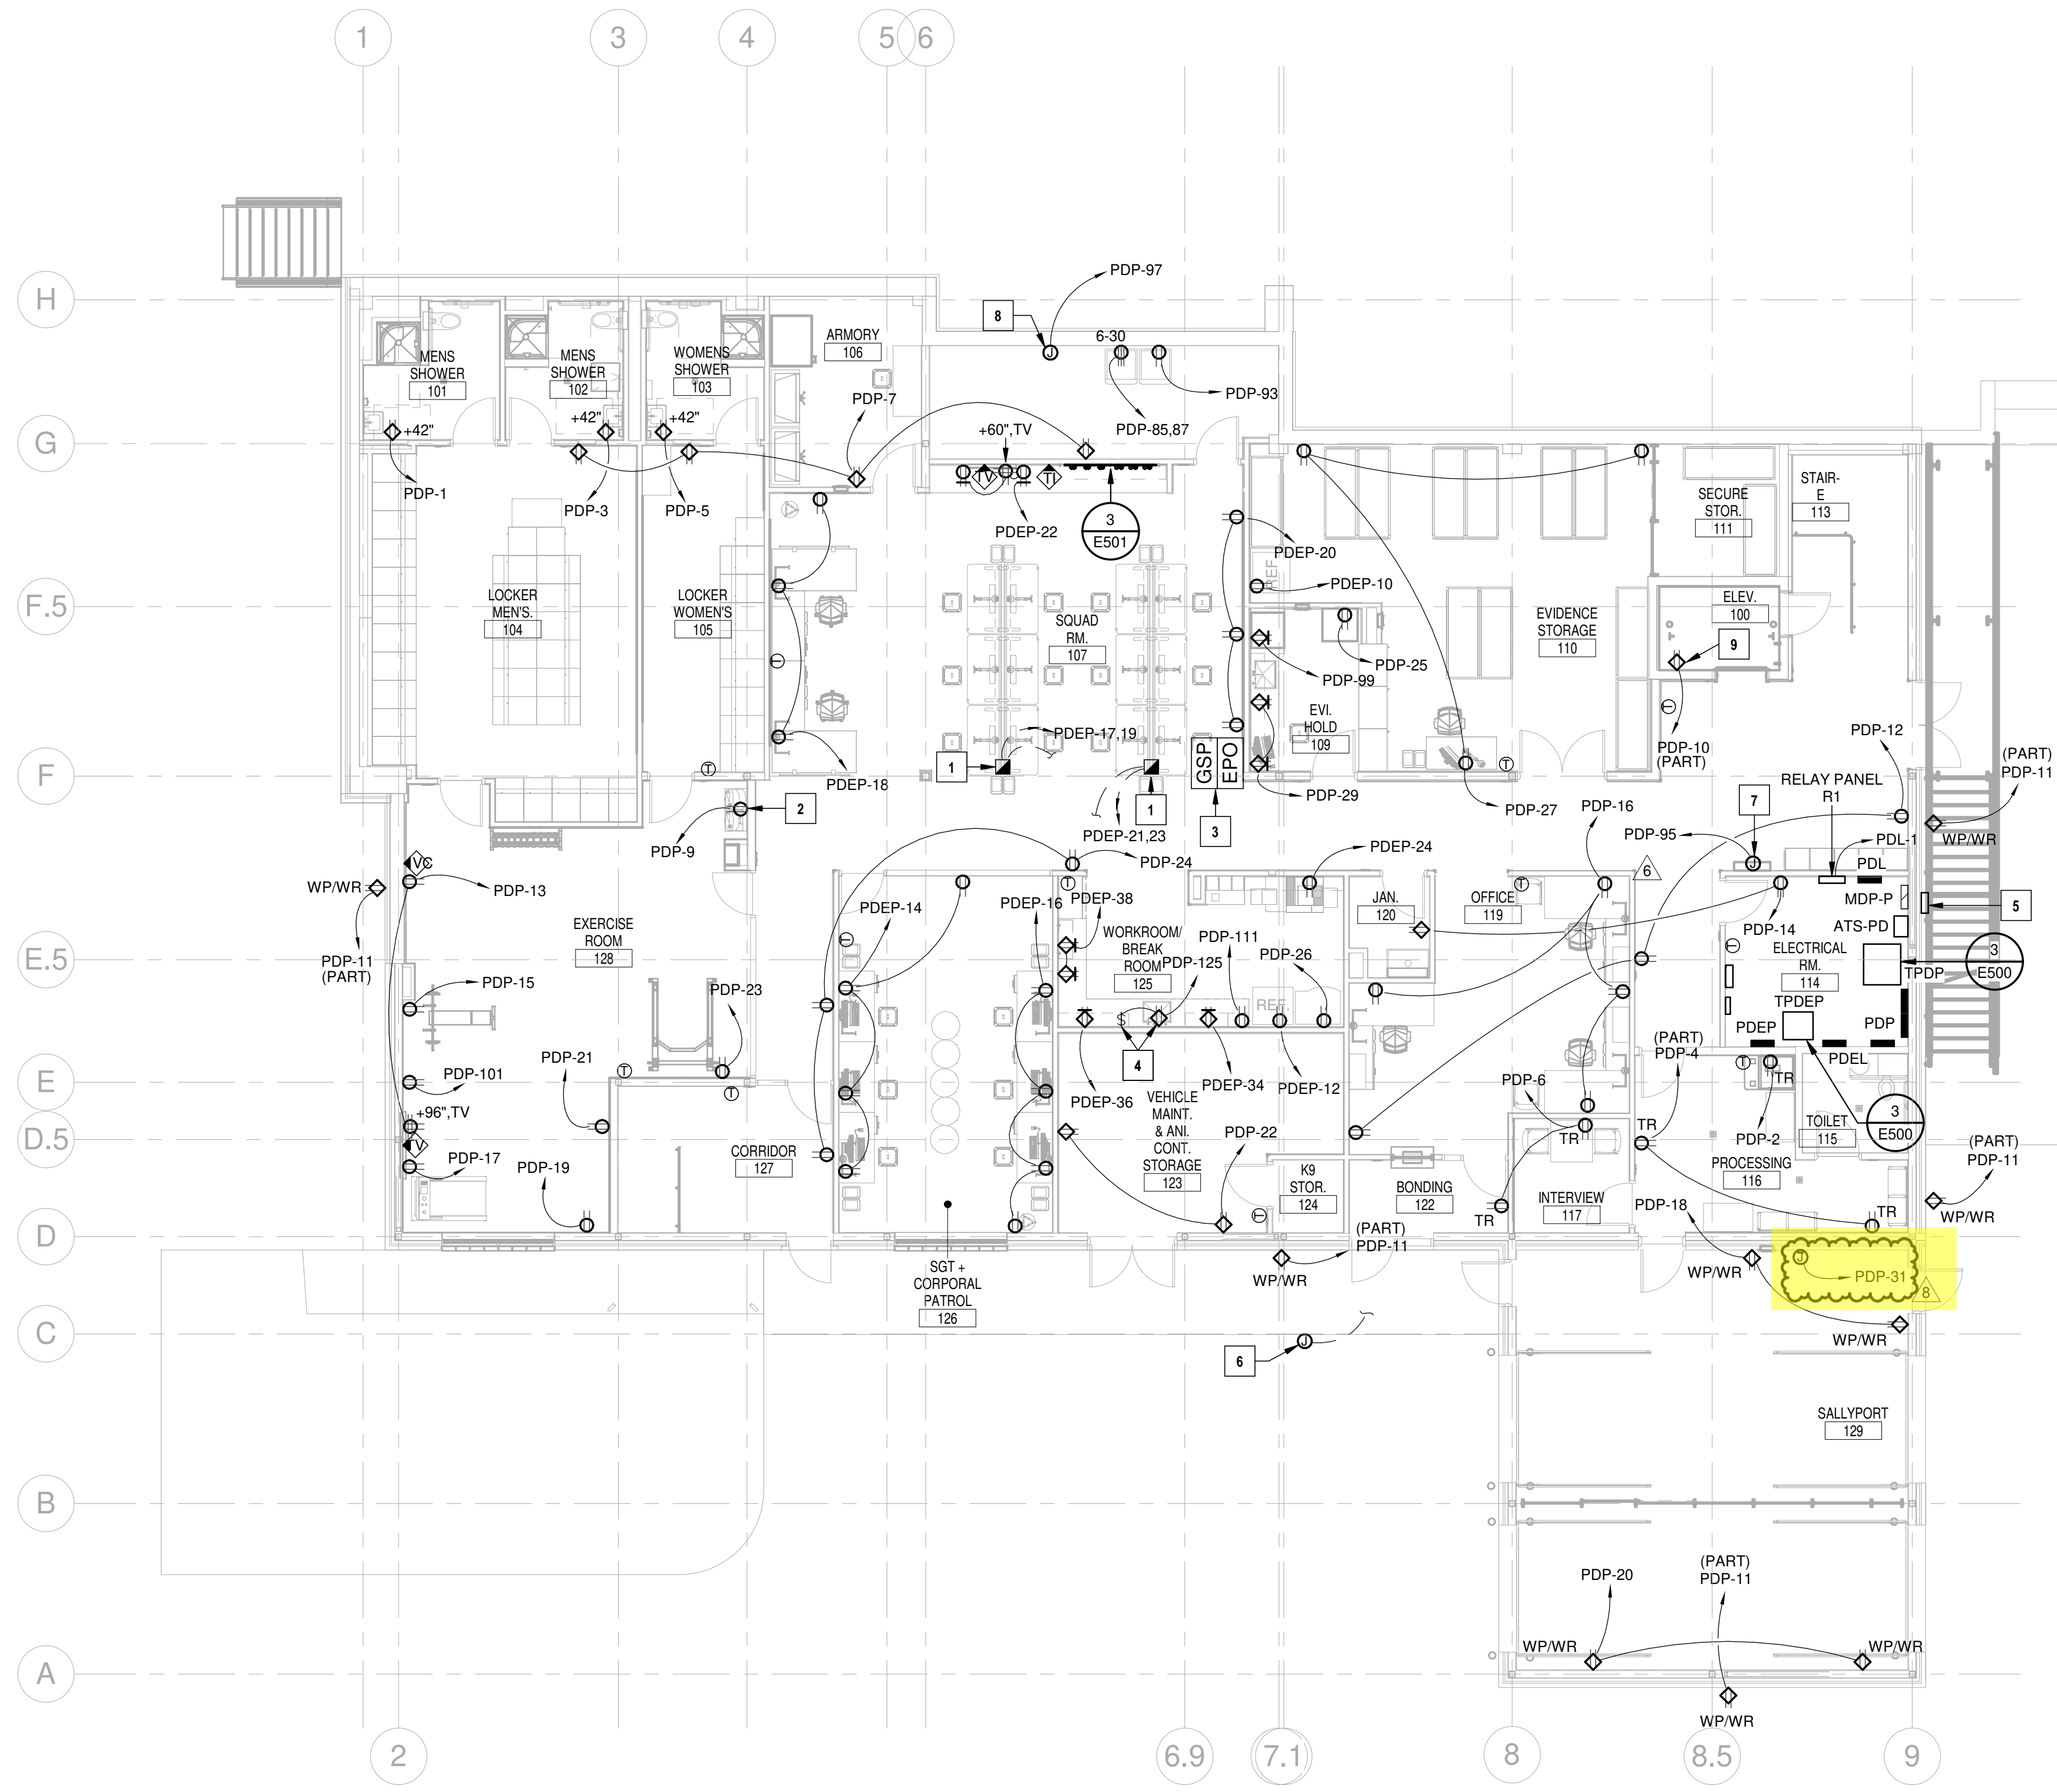 1
3
4
5
6
H
G
F.5
F
E.5
E
D.5
D
C
B
A
2
6.9
7.1
8
8.5
9
PDP-97
8
J
6-30
PDP-93
PDP-85,87
ARMORY
106
MENS
SHOWER
101
MENS
SHOWER
102
WOMENS
SHOWER
103
+42"
+42"
+42"
PDP-1
PDP-3
PDP-5
PDP-7
+60",TV
TV
PDEP-22
3
E501
PDEP-20
PDEP-10
REF
SECURE
STOR.
111
STAIR-
E
113
ELEV.
100
9
LOCKER
MEN'S.
104
LOCKER
WOMEN'S
105
SQUAD
RM.
107
EVIDENCE
STORAGE
110
PDP-25
PDP-99
EVI.
HOLD
109
PDP-10
(PART)
T
PDEP-17,19
1
PDEP-18
PDEP-21,23
1
GSP.
EPO
3
PDP-29
PDP-27
T
T
PDP-12
(PART)
PDP-11
WP/WR
RELAY PANEL
R1
7
PDP-95
J
PDL-1
PDL
PDP-16
6
2
PDP-9
VC
PDP-13
WP/WR
PDP-11
(PART)
EXERCISE
ROOM
128
PDP-15
PDP-23
PDP-101
PDP-21
+96",TV
TV
PDP-17
PDP-19
T
T
CORRIDOR
127
PDP-24
PDEP-24
PDEP-14
PDEP-16
PDEP-38
T
T
WORKROOM/
BREAK
ROOM
125
PDP-111
PDP-125
PDP-26
REF.
S
4
PDEP-36
PDEP-34
PDEP-12
JAN.
120
OFFICE
119
T
PDP-14
MDP-P
ATS-PD
5
ELECTRICAL
RM.
114
T
TPDP
3
E500
TPDEP
PDEP
PDEL
PDP
(PART)
PDP-4
T
TR
PDP-6
TR
TR
PDP-2
TOILET
115
3
E500
VEHICLE
MAINT.
& ANI.
CONT.
STORAGE
123
PDP-22
K9
STOR.
124
T
BONDING
122
INTERVIEW
117
TR
PROCESSING
116
PDP-18
TR
(PART)
PDP-11
WP/WR
(PART)
PDP-11
WP/WR
WP/WR
J
PDP-31
8
WP/WR
SGT +
CORPORAL
PATROL
126
6
J
SALLYPORT
129
PDP-20
(PART)
PDP-11
WP/WR
WP/WR
WP/WR